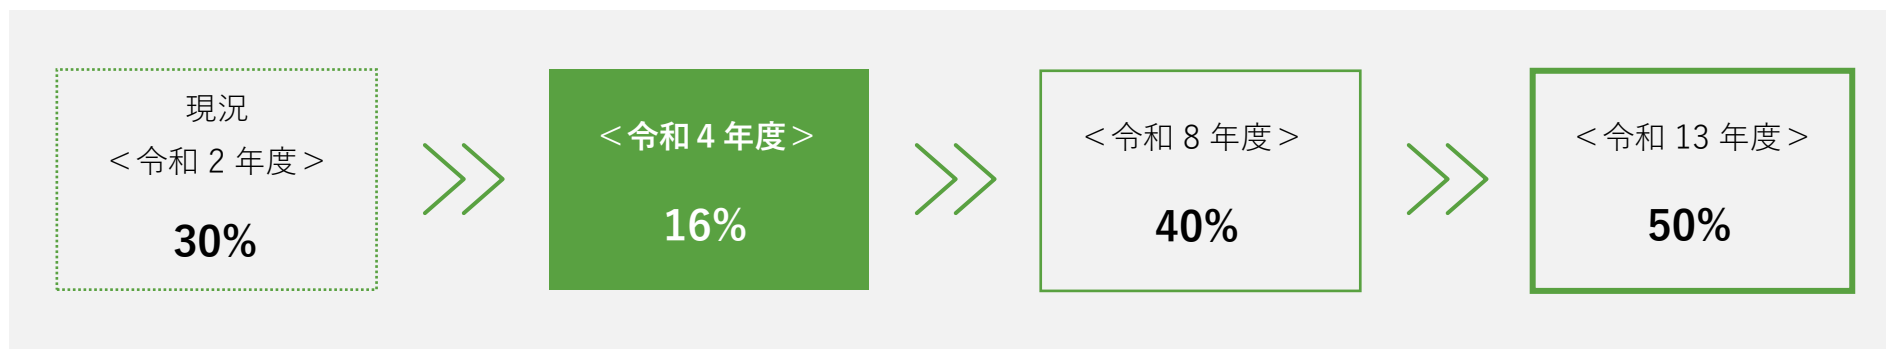 現況
＜令和 2 年度＞
30%
＜令和 4 年度＞
16%
＜令和 8 年度＞
40%
＜令和 13 年度＞
50%